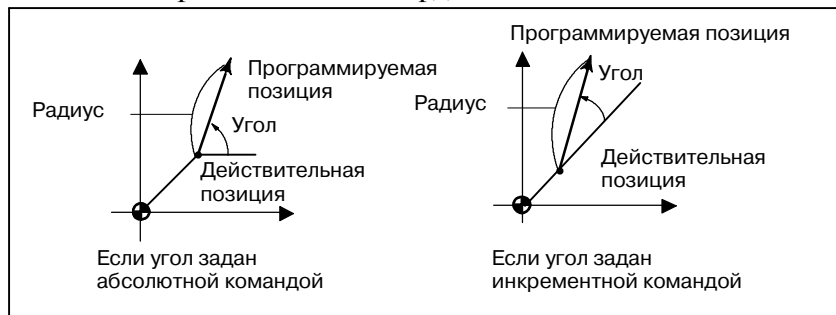 Программируемая
позиция
Радиус
Угол
Действительная
позиция
Если угол задан
абсолютной командой
Программируемая позиция
Угол
Радиус
Действительная
позиция
Если угол задан
инкрементной командой